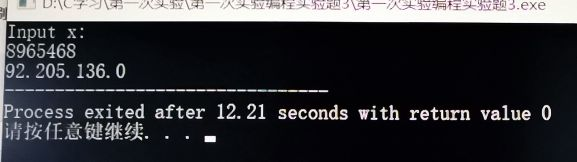 D:\C学习\第一次实验\第一次实验编程实验题3\第一次实验编程实验题3.exe
Input x:
8965468
92.205.136.0
--------------------------------
Process exited after 12.21 seconds with return value 0
请按任意键继续. . .